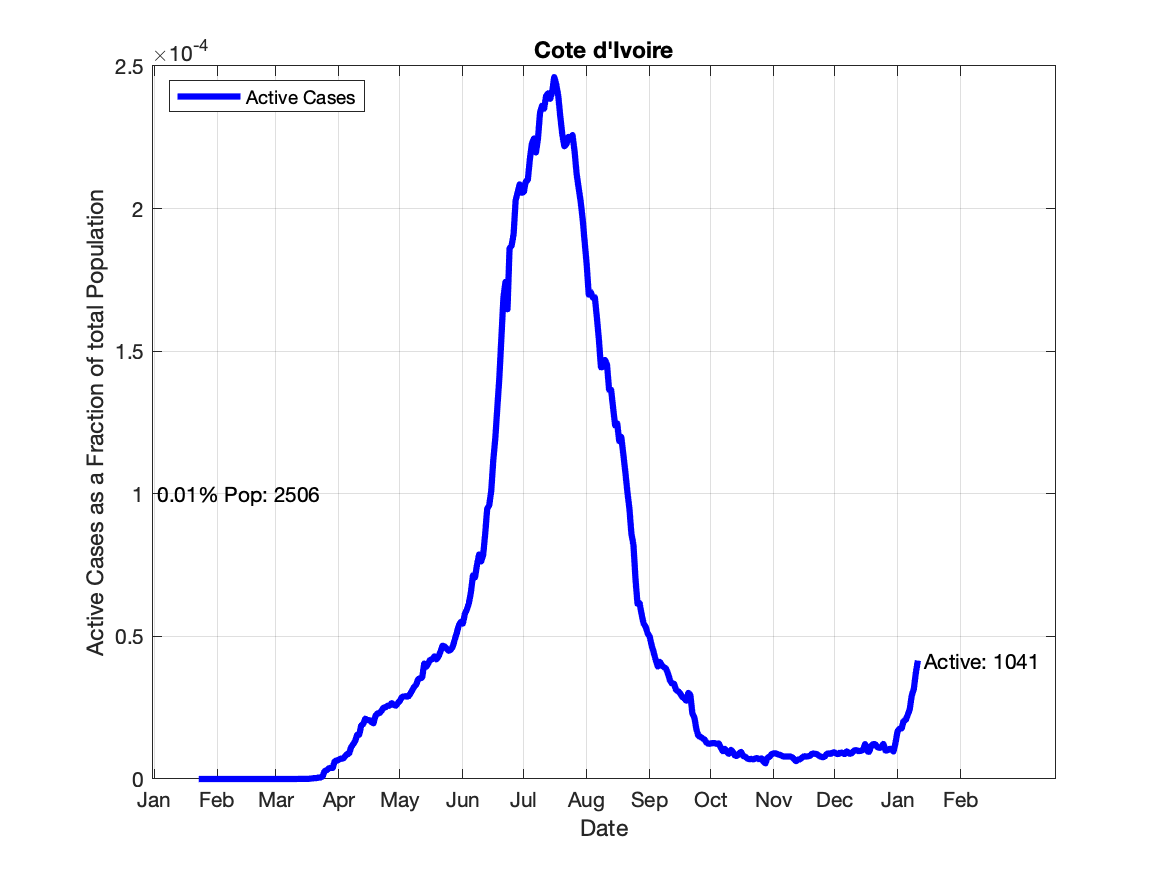 Cote d'Ivoire
×10-4
Active Cases
2.5
2
1.5
1
0.5
0
0.01% Pop: 2506
Active: 1041
Active Cases as a Fraction of total Population
Jan Feb Mar Apr May Jun Jul Aug Sep Oct Nov Dec Jan Feb
Date